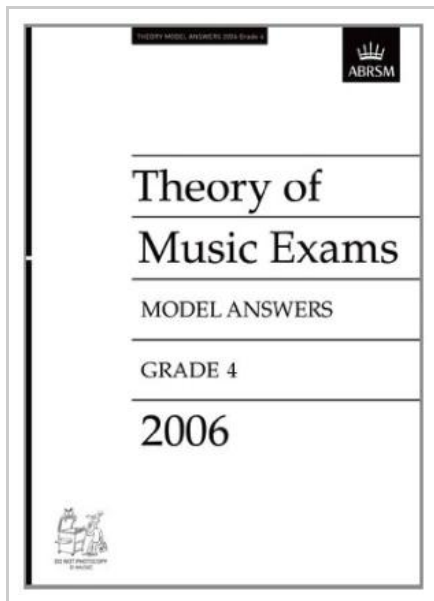 THEORY MODEL ANSWERS 2006 Grade 4
ABRSM
Theory of
Music Exams
MODEL ANSWERS
GRADE 4
2006
DO NOT PHOTOCOPY
© MUSIC